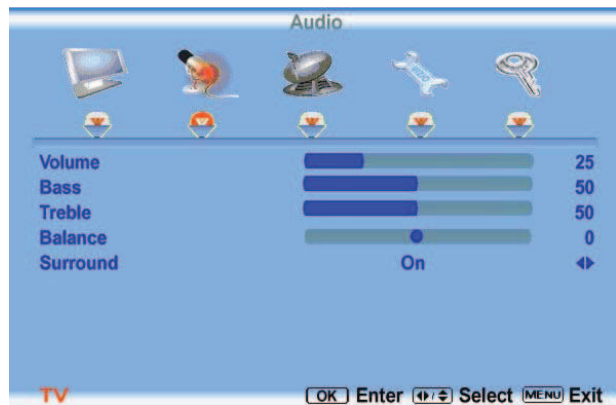 Audio
Volume 25
Bass 50
Treble 50
Balance 0
Surround On
TV OK Enter / Select MENU Exit